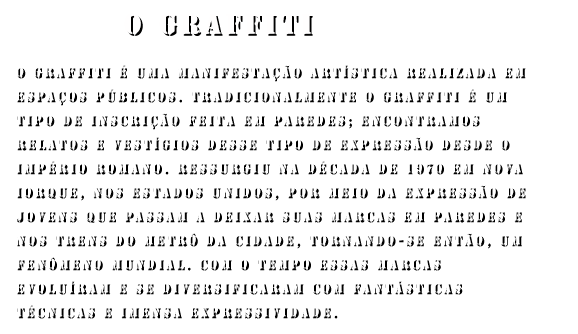 O GRAFFITI
O GRAFFITI É UMA MANIFESTAÇÃO ARTÍSTICA REALIZADA EM
ESPAÇOS PÚBLICOS. TRADICIONALMENTE O GRAFFITI É UM
TIPO DE INSCRIÇÃO FEITA EM PAREDES; ENCONTRAMOS
RELATOS E VESTÍGIOS DESSE TIPO DE EXPRESSÃO DESDE O
IMPÉRIO ROMANO. RESSURGIU NA DÉCADA DE 1970 EM NOVA
IORQUE, NOS ESTADOS UNIDOS, POR MEIO DA EXPRESSÃO DE
JOVENS QUE PASSAM A DEIXAR SUAS MARCAS EM PAREDES E
NOS TRENS DO METRÔ DA CIDADE, TORNANDO-SE ENTÃO, UM
FENÔMENO MUNDIAL. COM O TEMPO ESSAS MARCAS
EVOLUÍRAM E SE DIVERSIFICARAM COM FANTÁSTICAS
TÉCNICAS E IMENSA EXPRESSIVIDADE.